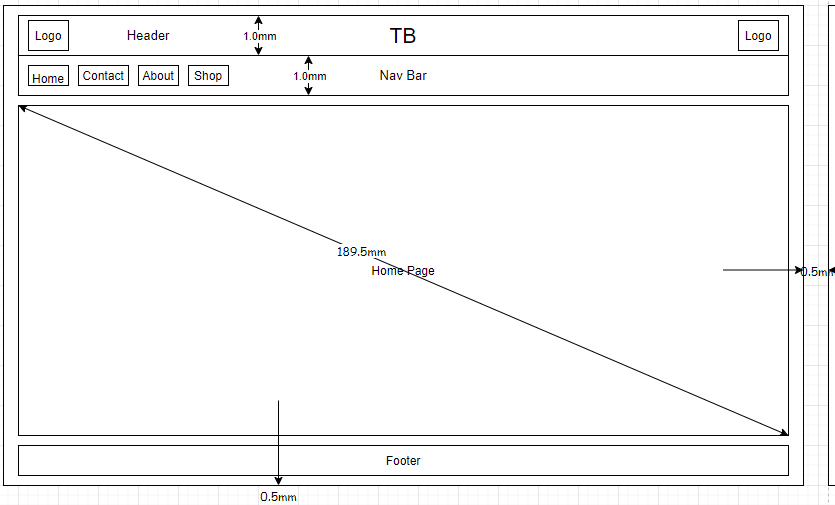 Logo
Header
1.0mm
TB
Logo
Home
Contact
About
Shop
1.0mm
Nav Bar
189.5mm
Home Page
0.5mm
Footer
0.5mm